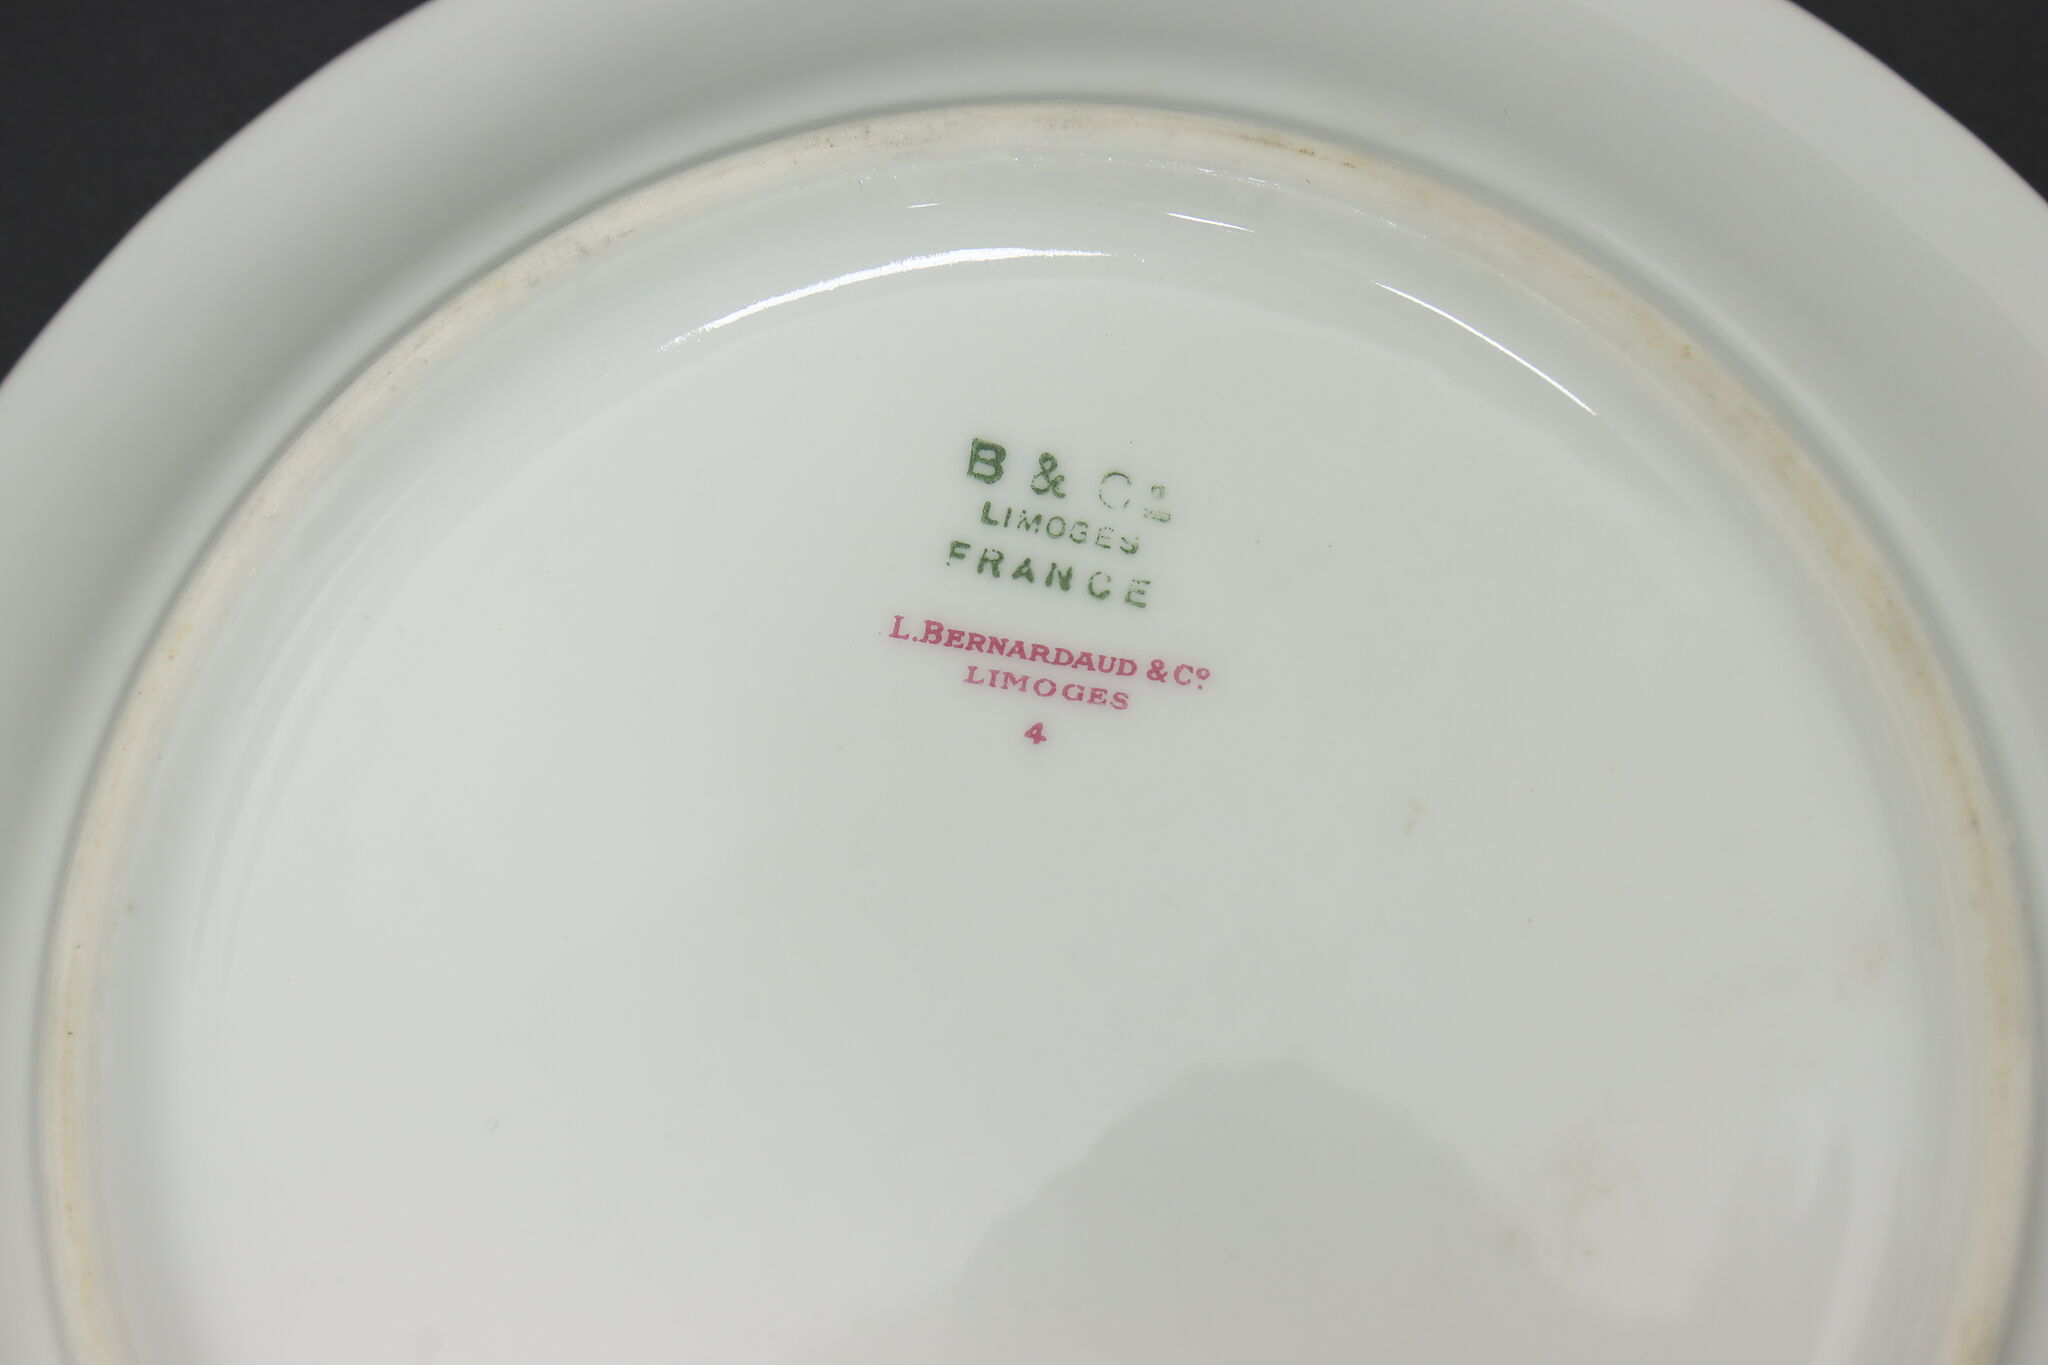 B & Cº
LIMOGES
FRANCE
L. BERNARDAUD & Cº
LIMOGES
4